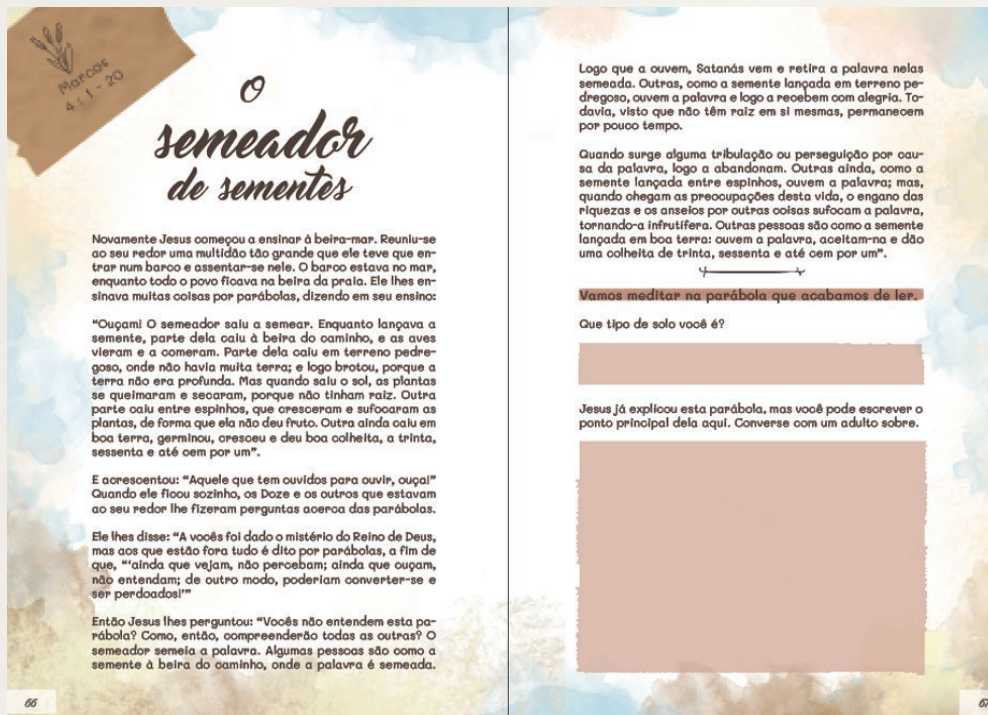 Marcos
4 : 1 - 20
O
semeador
de sementes
Novamente Jesus começou a ensinar à beira-mar. Reuniu-se
ao seu redor uma multidão tão grande que ele teve que en-
trar num barco e assentar-se nele. O barco estava no mar,
enquanto todo o povo ficava na beira da praia. Ele lhes en-
sinava muitas coisas por parábolas, dizendo em seu ensino:
“Ouçam! O semeador saiu a semear. Enquanto lançava a
semente, parte dela caiu à beira do caminho, e as aves
vieram e a comeram. Parte dela caiu em terreno pedre-
goso, onde não havia muita terra; e logo brotou, porque a
terra não era profunda. Mas quando saiu o sol, as plantas
se queimaram e secaram, porque não tinham raiz. Outra
parte caiu entre espinhos, que cresceram e sufocaram as
plantas, de forma que ela não deu fruto. Outra ainda caiu em
boa terra, germinou, cresceu e deu boa colheita, a trinta,
sessenta e até cem por um”.
E acrescentou: “Aquele que tem ouvidos para ouvir, ouça!”
Quando ele ficou sozinho, os Doze e os outros que estavam
ao seu redor lhe fizeram perguntas acerca das parábolas.
Ele lhes disse: “A vocês foi dado o mistério do Reino de Deus,
mas aos que estão fora tudo é dito por parábolas, a fim de
que, “‘ainda que vejam, não percebam; ainda que ouçam,
não entendam; de outro modo, poderiam converter-se e
ser perdoados!’”
Então Jesus lhes perguntou: “Vocês não entendem esta pa-
rábola? Como, então, compreenderão todas as outras? O
semeador semeia a palavra. Algumas pessoas são como a
semente à beira do caminho, onde a palavra é semeada.
66
Logo que a ouvem, Satanás vem e retira a palavra nelas
semeada. Outras, como a semente lançada em terreno pe-
dregoso, ouvem a palavra e logo a recebem com alegria. To-
davia, visto que não têm raiz em si mesmas, permanecem
por pouco tempo.
Quando surge alguma tribulação ou perseguição por cau-
sa da palavra, logo a abandonam. Outras ainda, como a
semente lançada entre espinhos, ouvem a palavra; mas,
quando chegam as preocupações desta vida, o engano das
riquezas e os anseios por outras coisas sufocam a palavra,
tornando-a infrutífera. Outras pessoas são como a semente
lançada em boa terra: ouvem a palavra, aceitam-na e dão
uma colheita de trinta, sessenta e até cem por um”.
Vamos meditar na parábola que acabamos de ler.
Que tipo de solo você é?
Jesus já explicou esta parábola, mas você pode escrever o
ponto principal dela aqui. Converse com um adulto sobre.
67